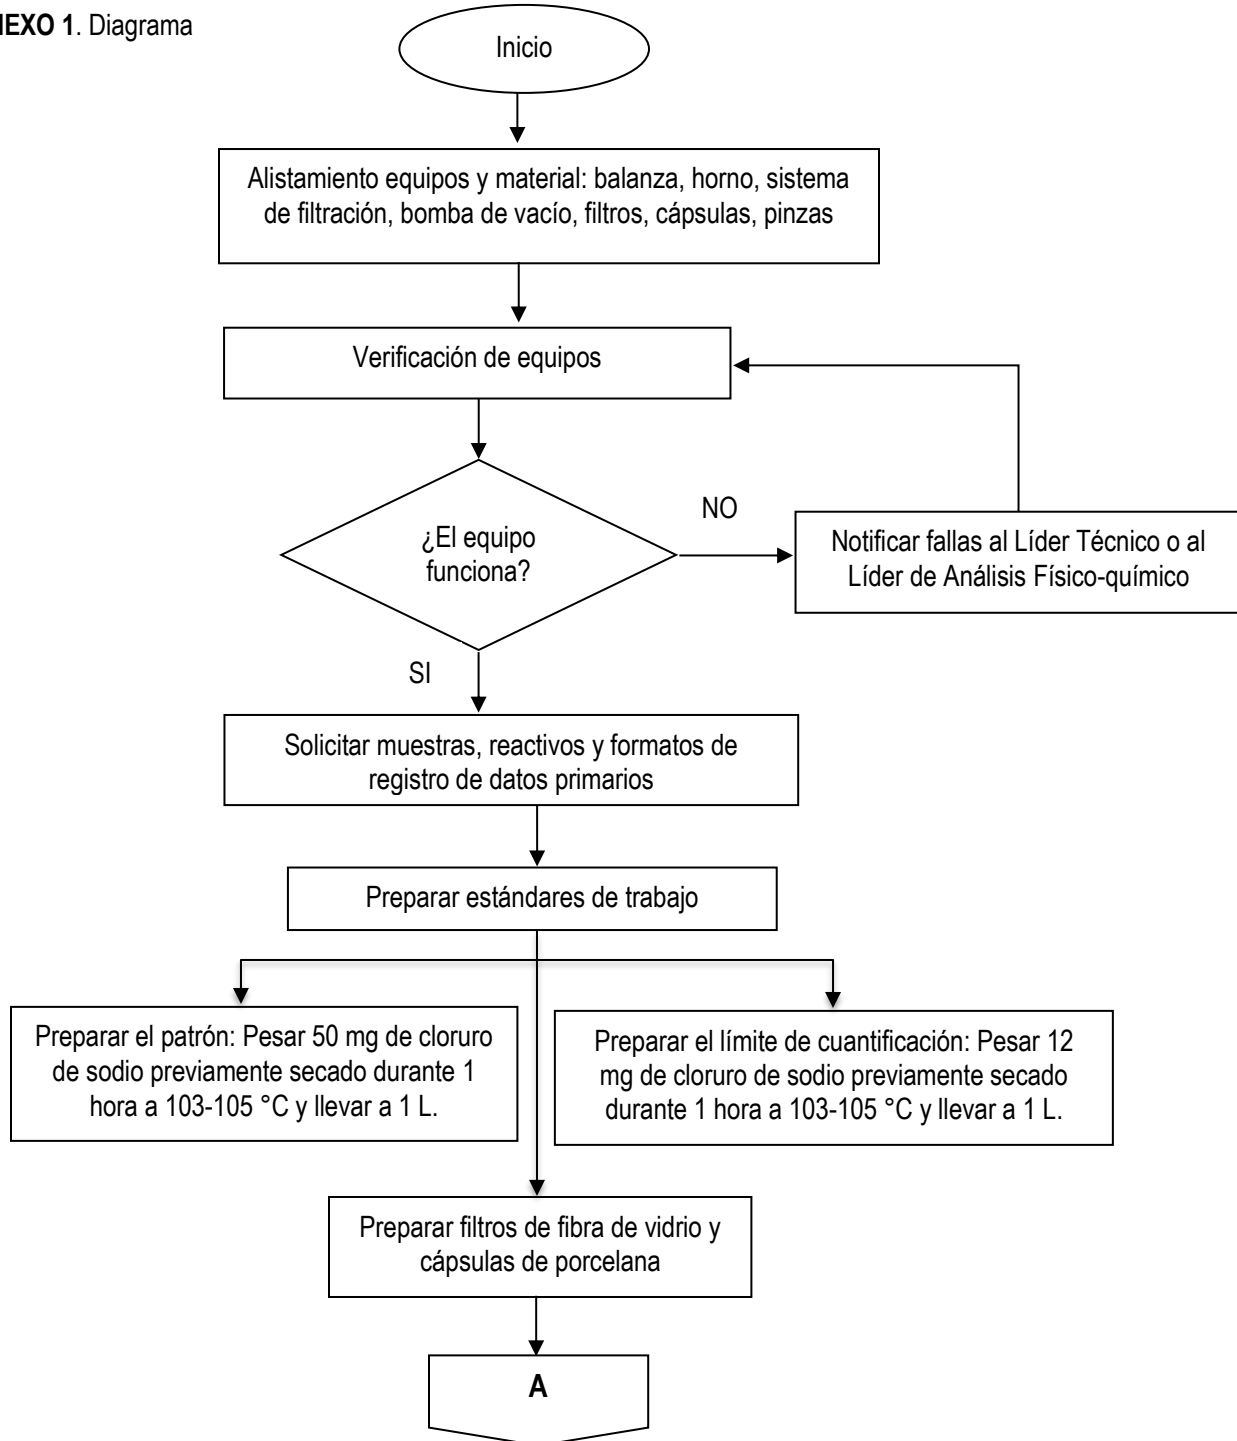 EXO 1. Diagrama
Inicio
Alistamiento equipos y material: balanza, horno, sistema
de filtración, bomba de vacío, filtros, cápsulas, pinzas
Verificación de equipos
¿El equipo
funciona?
NO
Notificar fallas al Líder Técnico o al
Líder de Análisis Físico-químico
SI
Solicitar muestras, reactivos y formatos de
registro de datos primarios
Preparar estándares de trabajo
Preparar el patrón: Pesar 50 mg de cloruro
de sodio previamente secado durante 1
hora a 103-105 °C y llevar a 1 L.
Preparar el límite de cuantificación: Pesar 12
mg de cloruro de sodio previamente secado
durante 1 hora a 103-105 °C y llevar a 1 L.
Preparar filtros de fibra de vidrio y
cápsulas de porcelana
A